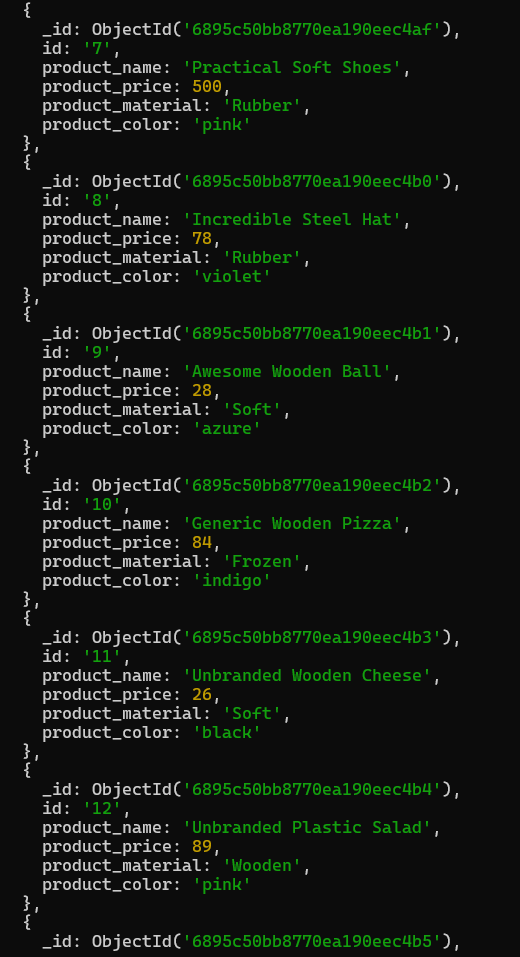 {
_id: ObjectId('6895c50bb8770ea190eec4af'),
id: '7',
product_name: 'Practical Soft Shoes',
product_price: 500,
product_material: 'Rubber',
product_color: 'pink'
},
{
_id: ObjectId('6895c50bb8770ea190eec4b0'),
id: '8',
product_name: 'Incredible Steel Hat',
product_price: 78,
product_material: 'Rubber',
product_color: 'violet'
},
{
_id: ObjectId('6895c50bb8770ea190eec4b1'),
id: '9',
product_name: 'Awesome Wooden Ball',
product_price: 28,
product_material: 'Soft',
product_color: 'azure'
},
{
_id: ObjectId('6895c50bb8770ea190eec4b2'),
id: '10',
product_name: 'Generic Wooden Pizza',
product_price: 84,
product_material: 'Frozen',
product_color: 'indigo'
},
{
_id: ObjectId('6895c50bb8770ea190eec4b3'),
id: '11',
product_name: 'Unbranded Wooden Cheese',
product_price: 26,
product_material: 'Soft',
product_color: 'black'
},
{
_id: ObjectId('6895c50bb8770ea190eec4b4'),
id: '12',
product_name: 'Unbranded Plastic Salad',
product_price: 89,
product_material: 'Wooden',
product_color: 'pink'
},
{
_id: ObjectId('6895c50bb8770ea190eec4b5'),